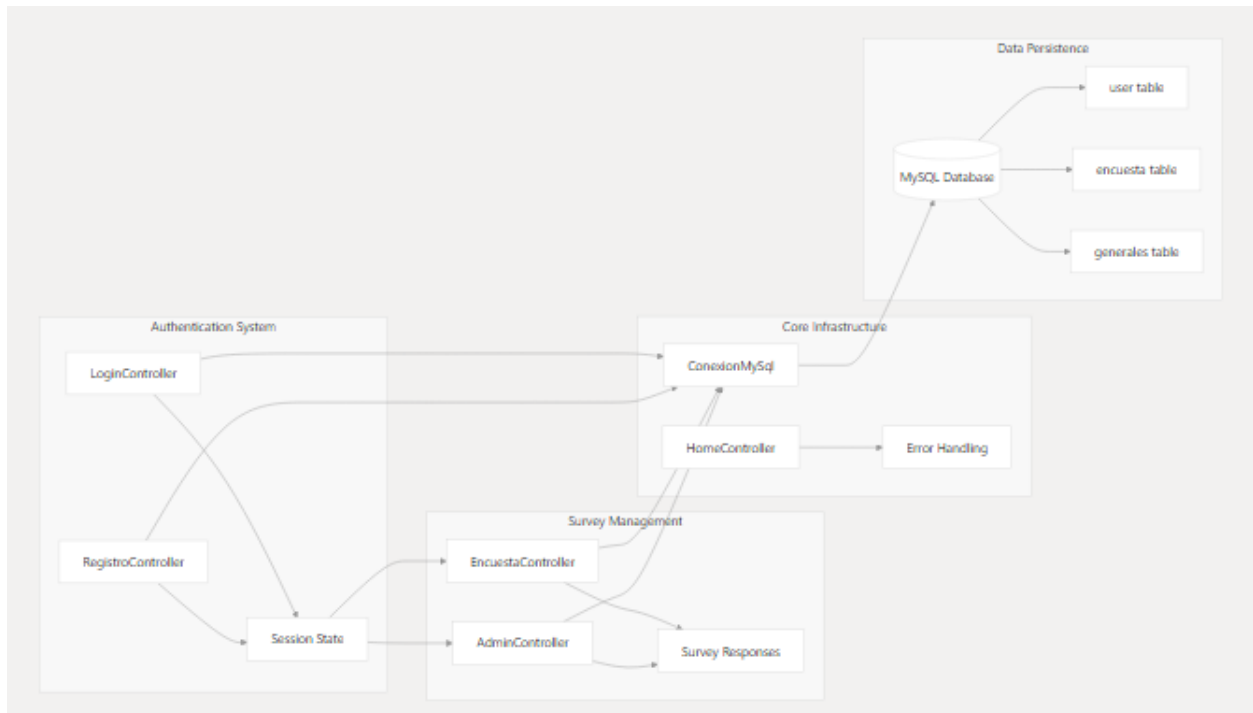 Data Persistence
user table
MySQL Database
encuesta table
generales table
Authentication System
LoginController
RegistroController
Session State
Core Infrastructure
ConexionMySql
HomeController
Error Handling
Survey Management
EncuestaController
AdminController
Survey Responses